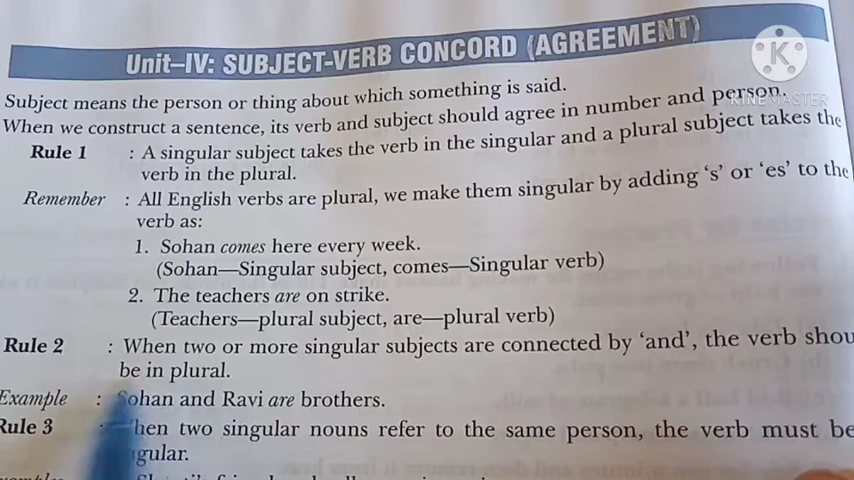 Unit–IV: SUBJECT-VERB CONCORD (AGREEMENT)
KINEMASTER
Subject means the person or thing about which something is said.
When we construct a sentence, its verb and subject should agree in number and person.
Rule 1 : A singular subject takes the verb in the singular and a plural subject takes the
verb in the plural.
Remember : All English verbs are plural, we make them singular by adding ‘s’ or ‘es’ to the
verb as:
1. Sohan comes here every week.
(Sohan—Singular subject, comes—Singular verb)
2. The teachers are on strike.
(Teachers—plural subject, are—plural verb)
Rule 2 : When two or more singular subjects are connected by ‘and’, the verb shou
be in plural.
Example : Sohan and Ravi are brothers.
Rule 3 : hen two singular nouns refer to the same person, the verb must be
gular.